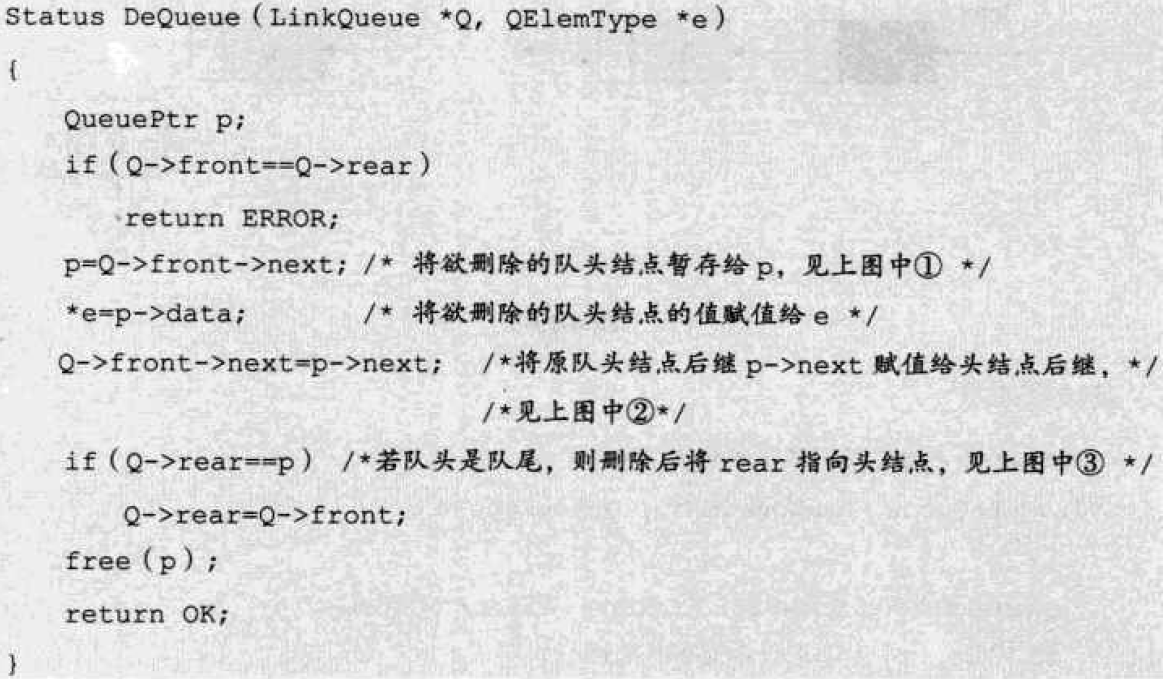 Status DeQueue(LinkQueue *Q, QElemType *e)
{
QueuePtr p;
if(Q->front==Q->rear)
return ERROR;
p=Q->front->next; /* 将欲删除的队头结点暂存给p，见上图中① */
*e=p->data; /* 将欲删除的队头结点的值赋值给e */
Q->front->next=p->next; /*将原队头结点后继p->next 赋值给头结点后继，*/
/*见上图中②*/
if(Q->rear==p) /*若队头是队尾，则删除后将 rear 指向头结点，见上图中③ */
Q->rear=Q->front;
free(p);
return OK;
}